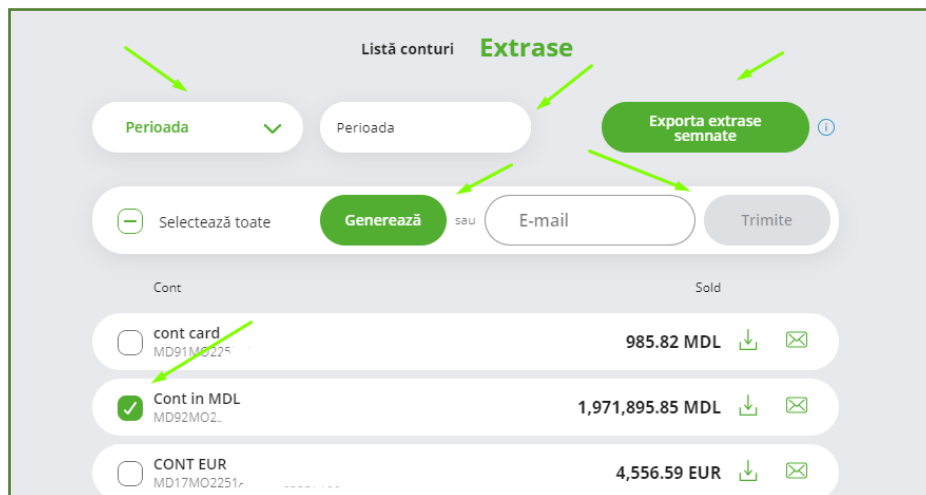 Listă conturi Extrase
Perioada Perioada Exporta extrase
semnate
Selectează toate Generează sau E-mail Trimite
Cont Sold
cont card
985.82 MDL
Cont in MDL
1,971,895.85 MDL
MD92MO2
CONT EUR
4,556.59 EUR